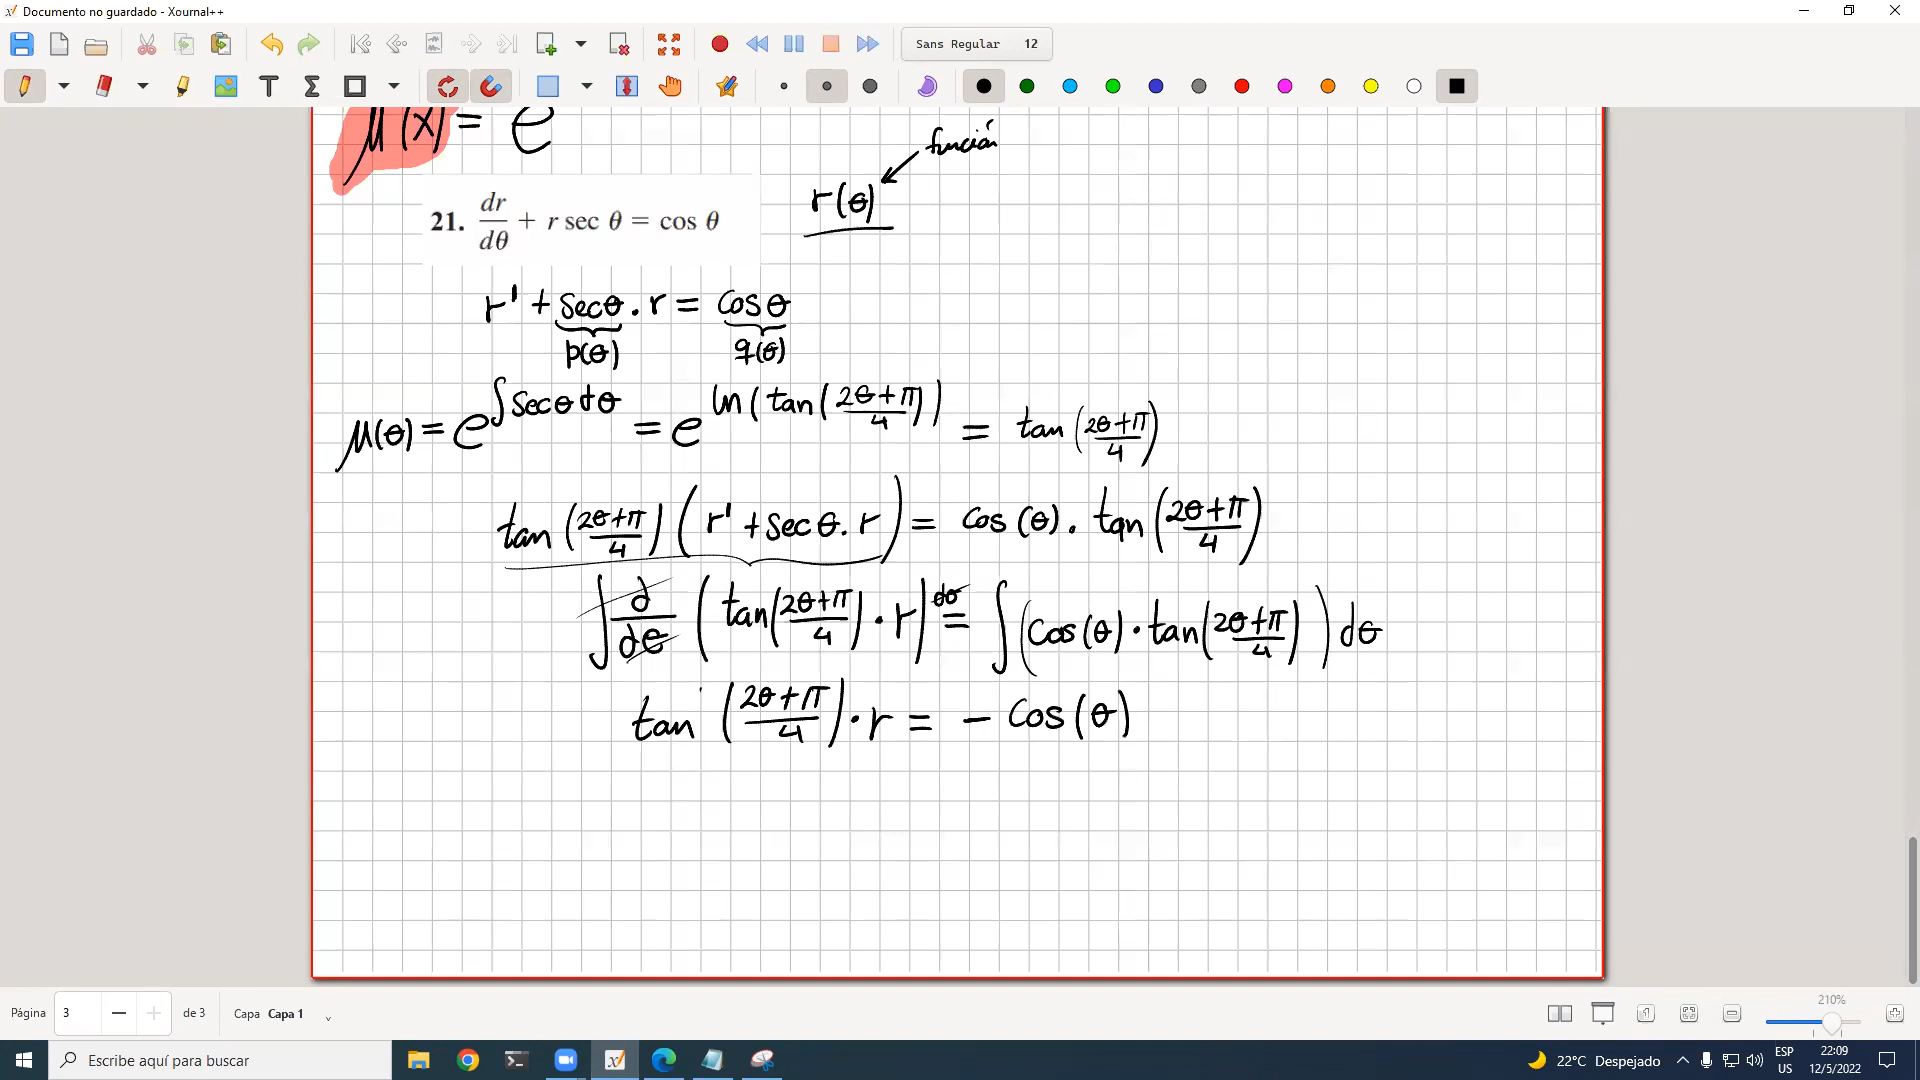 Documento no guardado - Xournal++
Sans Regular 12
μ(x) = e
función
r(θ)
21. dr/dθ + r sec θ = cos θ
r' + secθ . r = cosθ
p(θ) q(θ)
μ(θ) = e^∫secθdθ = e^ln(tan(2θ+π/4)) = tan(2θ+π/4)
tan(2θ+π/4)(r' + secθ. r) = cos(θ). tan(2θ+π/4)
∫ d/dθ (tan(2θ+π/4) · r) dθ = ∫(cos(θ) · tan(2θ+π/4)) dθ
tan(2θ+π/4) · r = - cos(θ)
210%
Página 3 de 3 Capa Capa 1
Escribe aquí para buscar
22°C Despejado
ESP
US
22:09
12/5/2022